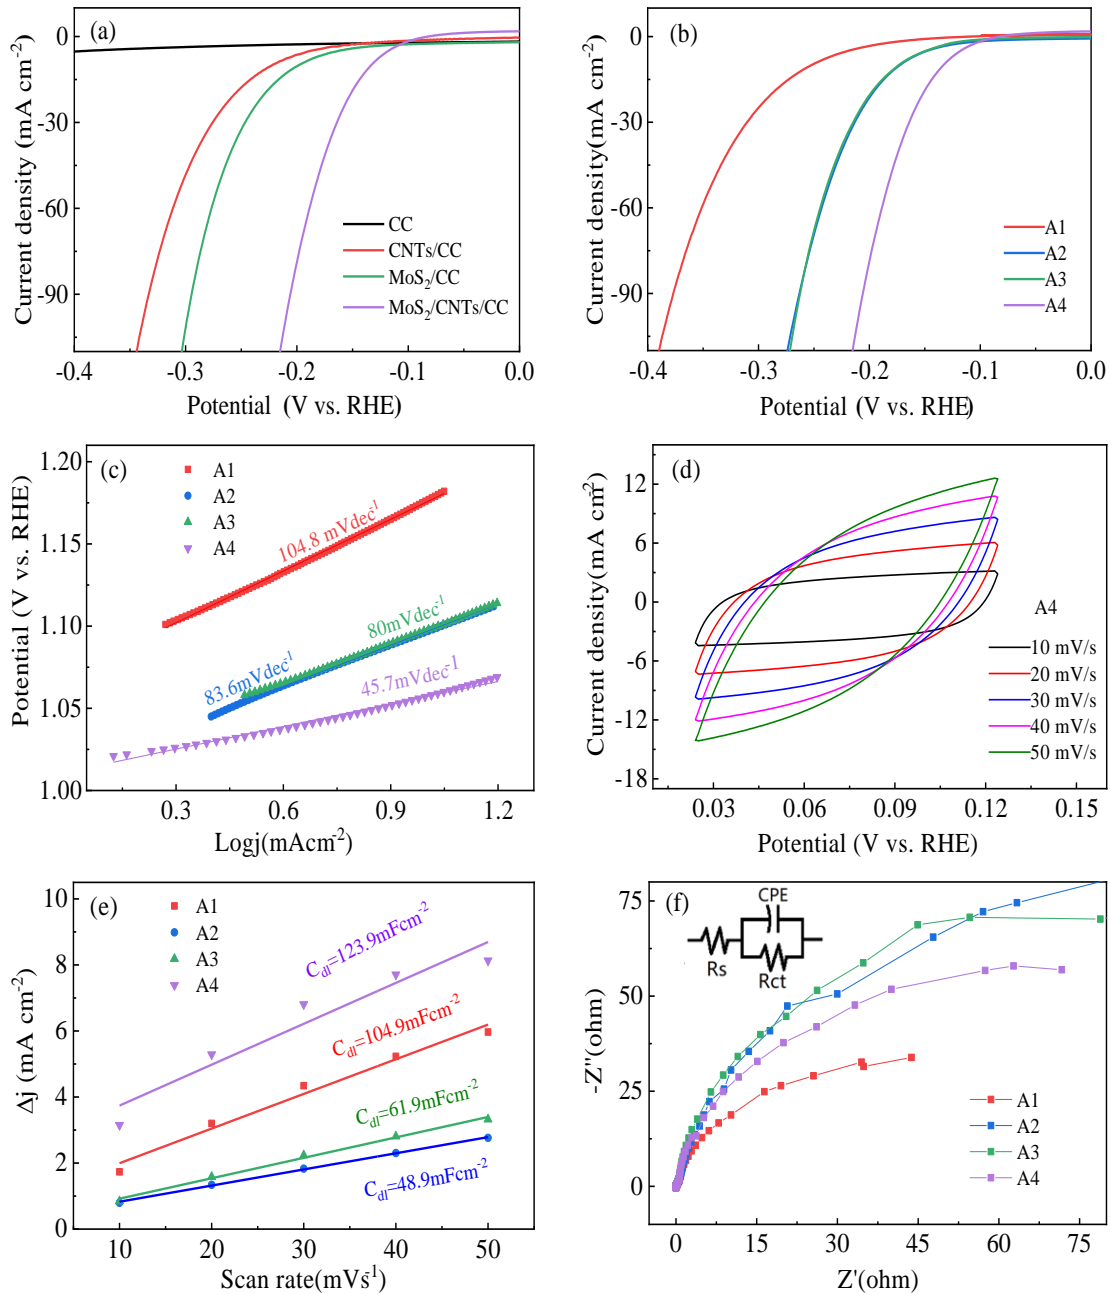 (a)
0
-30
-60
-90
Current density (mA cm-2)
CC
CNTs/CC
MoS2/CC
MoS2/CNTs/CC
-0.4 -0.3 -0.2 -0.1 0.0
Potential (V vs. RHE)
(b)
0
-30
-60
-90
Current density(mA cm-2)
A1
A2
A3
A4
-0.4 -0.3 -0.2 -0.1 0.0
Potential (V vs. RHE)
(c)
1.20
1.15
1.10
1.05
1.00
Potential (V vs. RHE)
A1
A2
A3
A4
104.8 mVdec-1
80mVdec-1
83.6mVdec-1
45.7mVdec-1
0.3 0.6 0.9 1.2
Logj(mAcm-2)
(d)
12
6
0
-6
-12
-18
Current density(mA cm-2)
A4
10 mV/s
20 mV/s
30 mV/s
40 mV/s
50 mV/s
0.03 0.06 0.09 0.12 0.15
Potential (V vs. RHE)
(e)
10
8
6
4
2
0
Δj (mA cm-2)
A1
A2
A3
A4
Cdl=123.9mFcm-2
Cdl=104.9mFcm-2
Cdl=61.9mFcm-2
Cdl=48.9mFcm-2
10 20 30 40 50
Scan rate(mVs-1)
(f)
75
50
25
0
-Z''(ohm)
CPE
Rs
Rct
A1
A2
A3
A4
0 15 30 45 60 75
Z'(ohm)